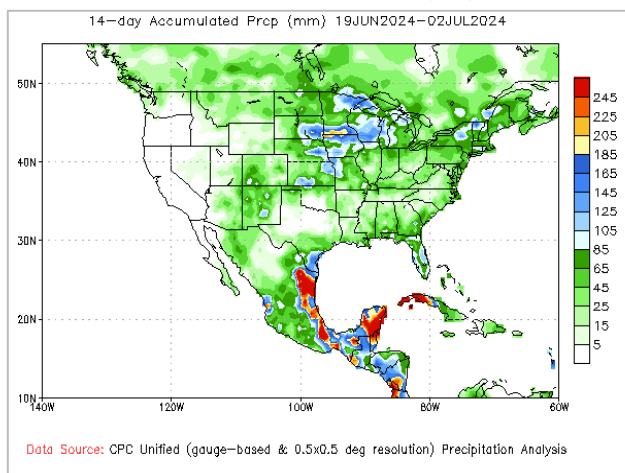 14-day Accumulated Prcp (mm) 19JUN2024-02JUL2024
50N
40N
30N
20N
10N
140W
120W
100W
80W
60W
245
225
205
185
165
145
125
105
85
65
45
25
15
5
Data Source: CPC Unified (gauge-based & 0.5x0.5 deg resolution) Precipitation Analysis